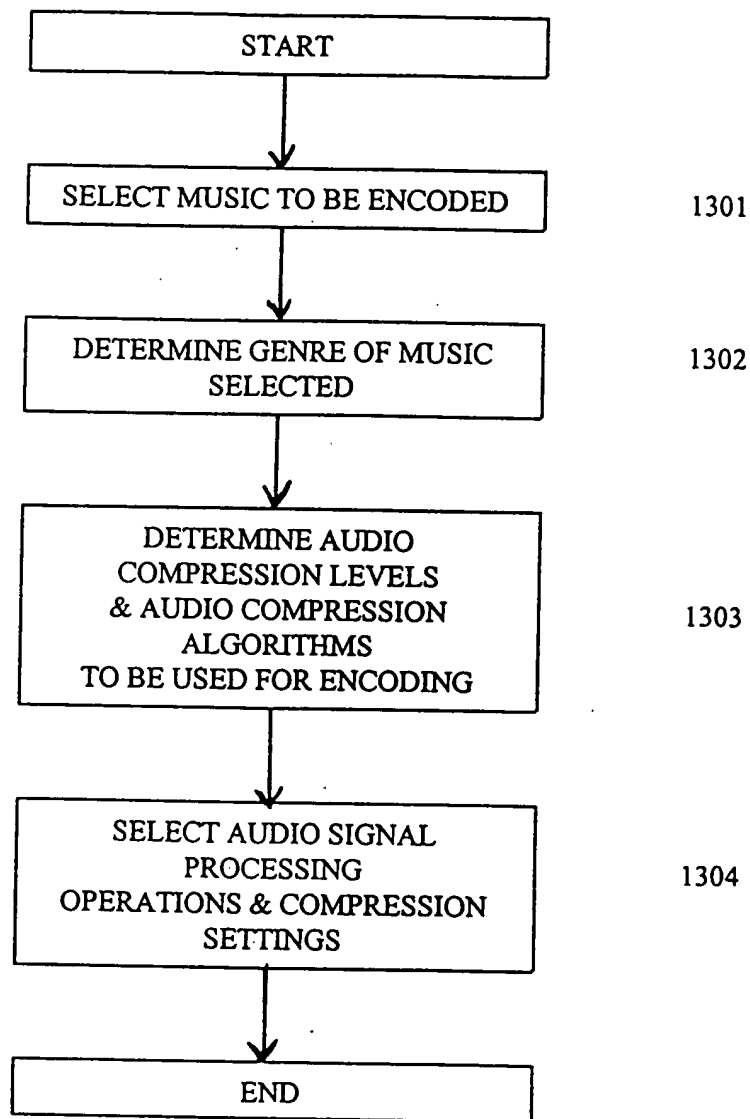 START
SELECT MUSIC TO BE ENCODED
1301
DETERMINE GENRE OF MUSIC
SELECTED
1302
DETERMINE AUDIO
COMPRESSION LEVELS
& AUDIO COMPRESSION
ALGORITHMS
TO BE USED FOR ENCODING
1303
SELECT AUDIO SIGNAL
PROCESSING
OPERATIONS & COMPRESSION
SETTINGS
1304
END